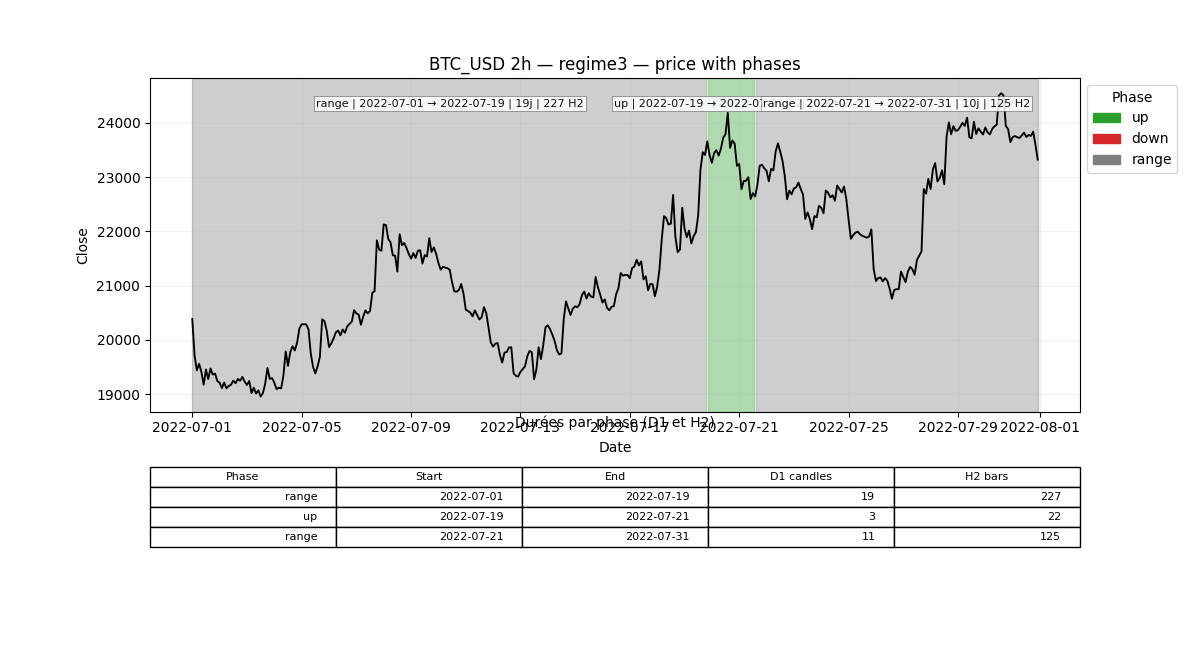 BTC_USD 2h — regime3 — price with phases
range | 2022-07-01 → 2022-07-19 | 19j | 227 H2
up | 2022-07-19 → 2022-0
range | 2022-07-21 → 2022-07-31 | 10j | 125 H2
Phase
up
down
range
Close
24000
23000
22000
21000
20000
19000
2022-07-01 2022-07-05 2022-07-09 2022-07-13 2022-07-17 2022-07-21 2022-07-25 2022-07-29 2022-08-01
Durées par phase (D1 et H2)
Date
Phase Start End D1 candles H2 bars
range 2022-07-01 2022-07-19 19 227
up 2022-07-19 2022-07-21 3 22
range 2022-07-21 2022-07-31 11 125